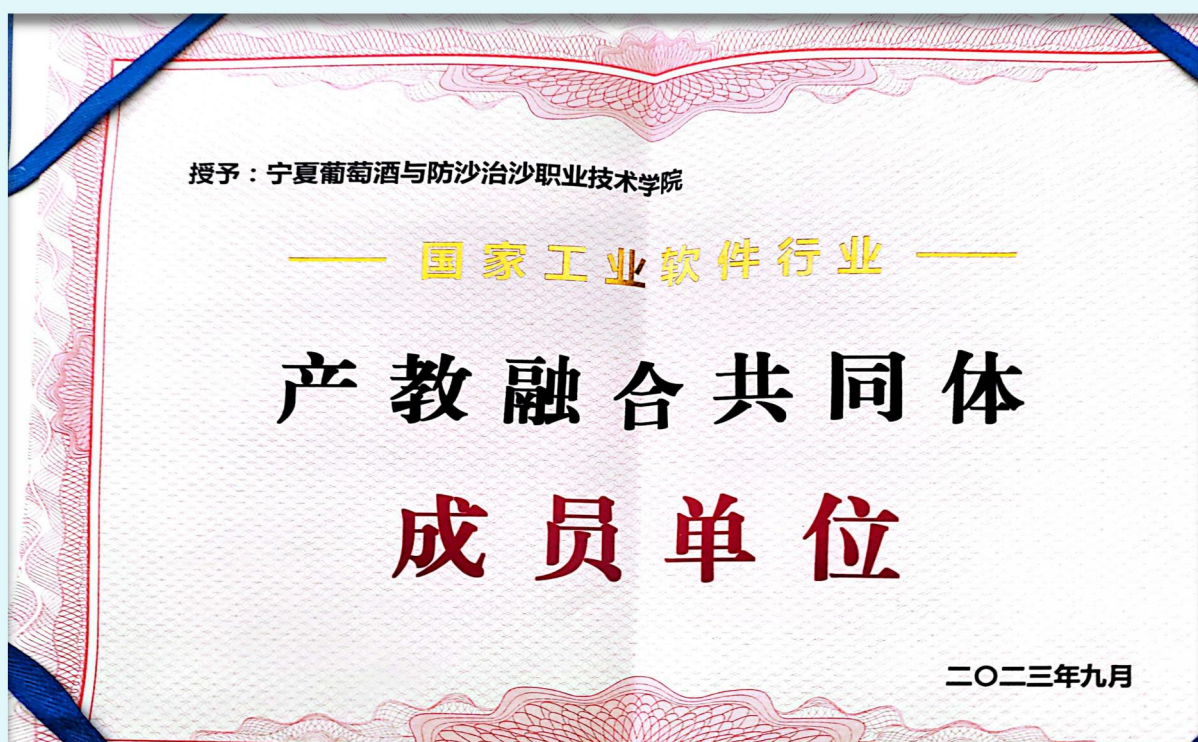 授予：宁夏葡萄酒与防沙治沙职业技术学院
国家工业软件行业
产教融合共同体
成员单位
二〇二三年九月